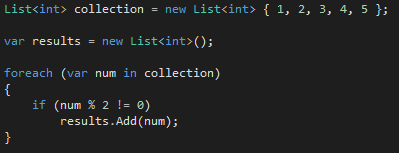 List<int> collection = new List<int> { 1, 2, 3, 4, 5 };
var results = new List<int>();
foreach (var num in collection)
{
    if (num % 2 != 0)
        results.Add(num);
}